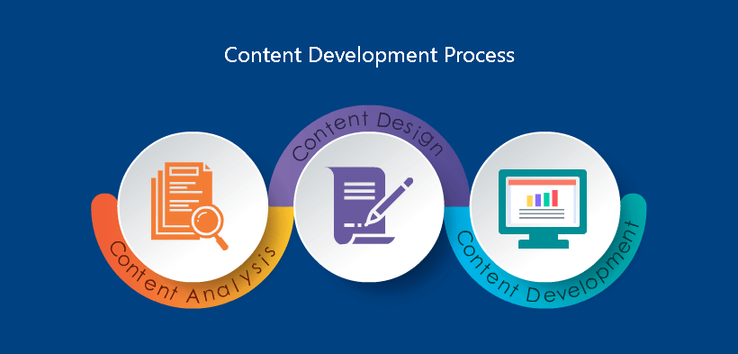 Content Development Process
Content Analysis
Content Design
Content Development